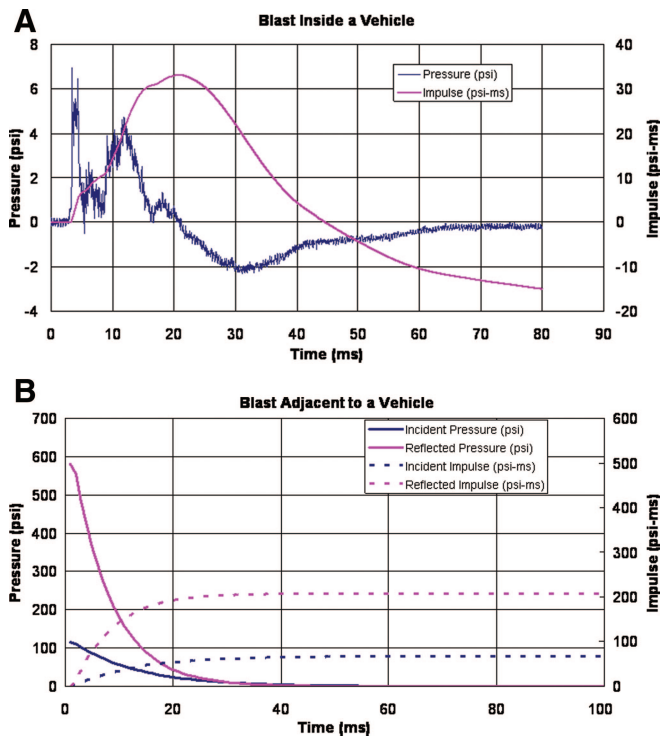 A
Blast Inside a Vehicle
8
6
4
2
0
-2
-4
Pressure (psi)
40
30
20
10
0
-10
-20
Impulse (psi-ms)
Pressure (psi)
Impulse (psi-ms)
0 10 20 30 40 50 60 70 80 90
Time (ms)
B
Blast Adjacent to a Vehicle
700
600
500
400
300
200
100
0
Pressure (psi)
600
500
400
300
200
100
0
Impulse (psi-ms)
Incident Pressure (psi)
Reflected Pressure (psi)
Incident Impulse (psi-ms)
Reflected Impulse (psi-ms)
0 20 40 60 80 100
Time (ms)